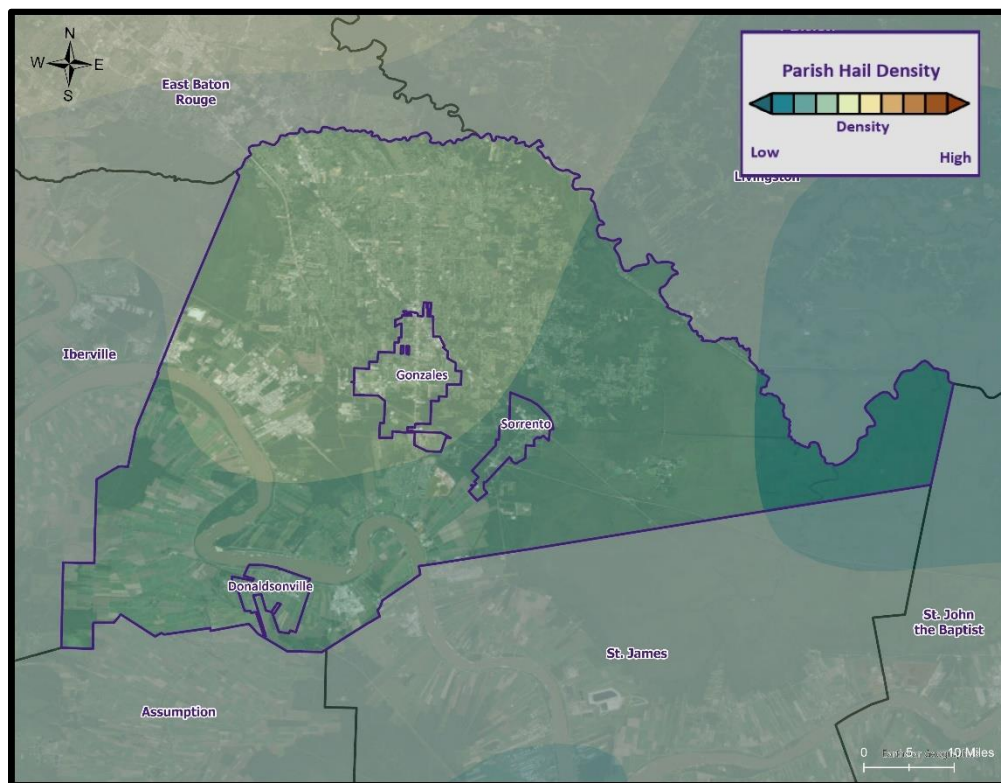 N
W E
S
East Baton
Rouge
Parish Hail Density
Density
Low
High
Livingston
Iberville
Gonzales
Sorrento
Donaldsonville
St. James
St. John
the Baptist
Assumption
0 5 10 Miles